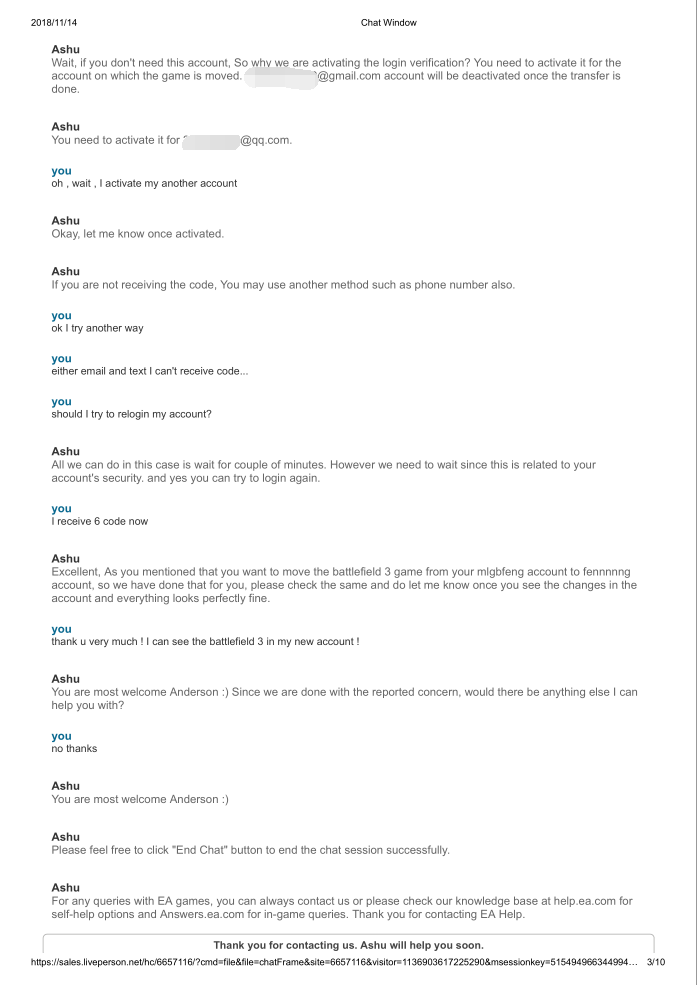 2018/11/14 Chat Window
Ashu
Wait, if you don't need this account, So why we are activating the login verification? You need to activate it for the
account on which the game is moved. @gmail.com account will be deactivated once the transfer is
done.
Ashu
You need to activate it for @qq.com.
you
oh , wait , I activate my another account
Ashu
Okay, let me know once activated.
Ashu
If you are not receiving the code, You may use another method such as phone number also.
you
ok I try another way
you
either email and text I can't receive code...
you
should I try to relogin my account?
Ashu
All we can do in this case is wait for couple of minutes. However we need to wait since this is related to your
account's security. and yes you can try to login again.
you
I receive 6 code now
Ashu
Excellent, As you mentioned that you want to move the battlefield 3 game from your mlgbfeng account to fennnnng
account, so we have done that for you, please check the same and do let me know once you see the changes in the
account and everything looks perfectly fine.
you
thank u very much ! I can see the battlefield 3 in my new account !
Ashu
You are most welcome Anderson :) Since we are done with the reported concern, would there be anything else I can
help you with?
you
no thanks
Ashu
You are most welcome Anderson :)
Ashu
Please feel free to click "End Chat" button to end the chat session successfully.
Ashu
For any queries with EA games, you can always contact us or please check our knowledge base at help.ea.com for
self-help options and Answers.ea.com for in-game queries. Thank you for contacting EA Help.
Thank you for contacting us. Ashu will help you soon.
https://sales.liveperson.net/hc/6657116/?cmd=file&file=chatFrame&site=6657116&visitor=1136903617225290&msessionkey=515494966344994… 3/10